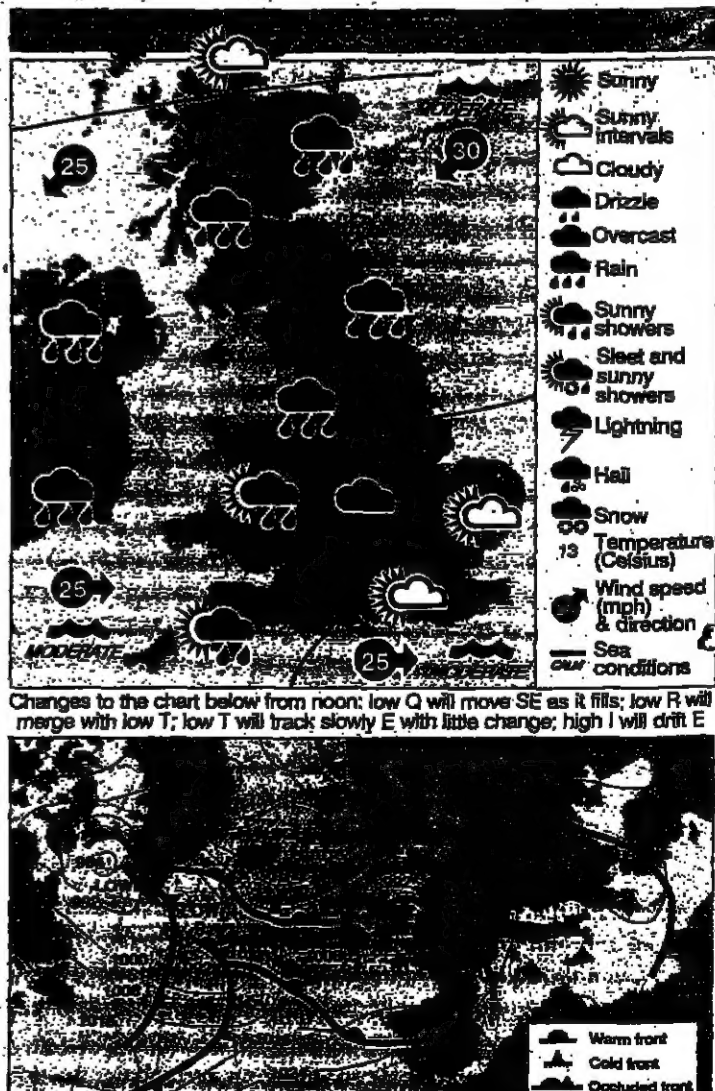 MODERATE
25
30
Sunny
Sunny
intervals
Cloudy
Drizzle
Overcast
Rain
Sunny
showers
Sleet and
sunny
showers
Lightning
Hail
Snow
13 Temperature
(Celsius)
Wind speed
(mph)
& direction
CALM Sea
conditions
25
MODERATE
25
MODERATE
Changes to the chart below from noon: low Q will move SE as it fills; low R will
merge with low T; low T will track slowly E with little change; high I will drift E
LOW
1000
Warm front
Cold front
Occluded front